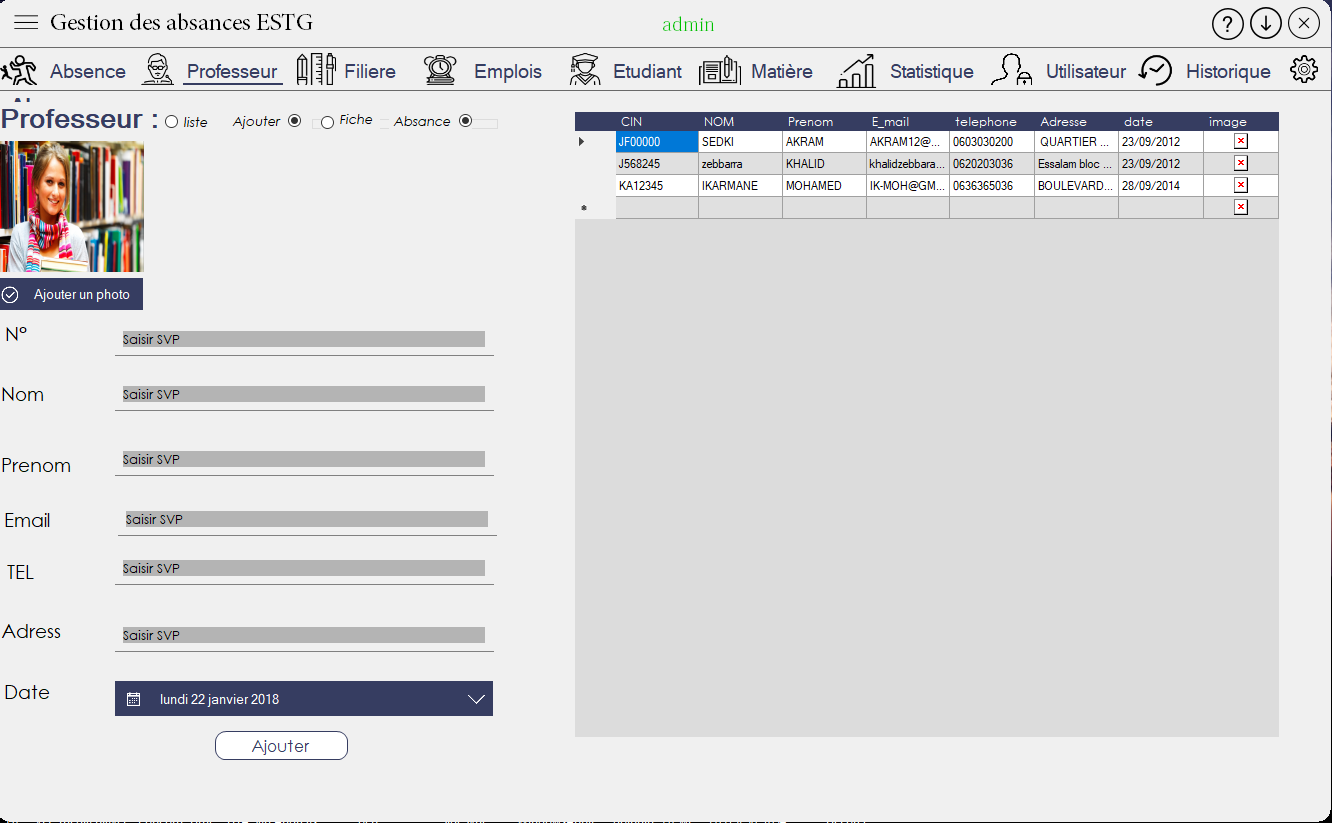 Gestion des absances ESTG
admin
?
Absence Professeur Filiere Emplois Etudiant Matière Statistique Utilisateur Historique
Professeur : liste Ajouter Fiche Absance
Ajouter un photo
N°
Saisir SVP
Nom
Saisir SVP
Prenom
Saisir SVP
Email
Saisir SVP
TEL
Saisir SVP
Adress
Saisir SVP
Date
lundi 22 janvier 2018
Ajouter
CIN NOM Prenom E_mail telephone Adresse date image
JF00000 SEDKI AKRAM AKRAM12@... 0603030200 QUARTIER ... 23/09/2012
J568245 zebbarra KHALID khalidzebbara... 0620203036 Essalam bloc ... 23/09/2012
KA12345 IKARMANE MOHAMED IK-MOH@GM... 0636365036 BOULEVARD... 28/09/2014